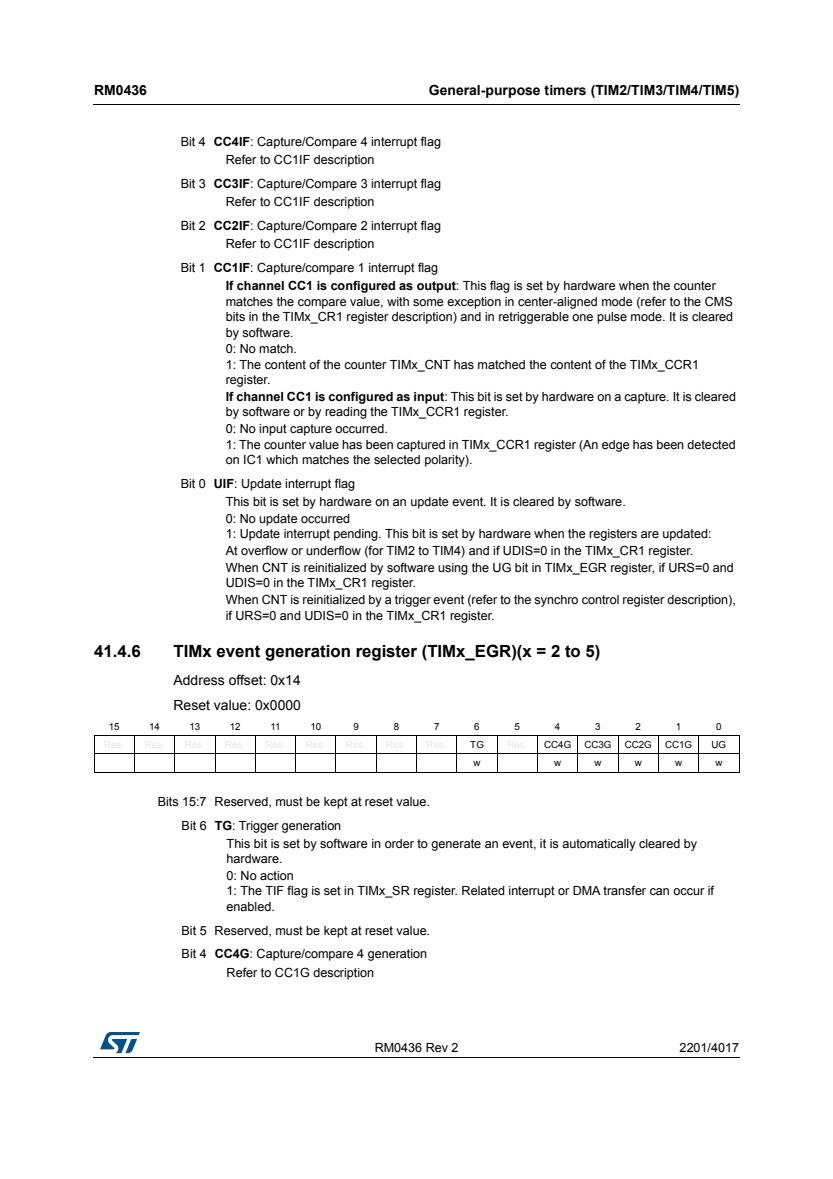 RM0436 General-purpose timers (TIM2/TIM3/TIM4/TIM5)
Bit 4 CC4IF: Capture/Compare 4 interrupt flag
Refer to CC1IF description
Bit 3 CC3IF: Capture/Compare 3 interrupt flag
Refer to CC1IF description
Bit 2 CC2IF: Capture/Compare 2 interrupt flag
Refer to CC1IF description
Bit 1 CC1IF: Capture/compare 1 interrupt flag
If channel CC1 is configured as output: This flag is set by hardware when the counter
matches the compare value, with some exception in center-aligned mode (refer to the CMS
bits in the TIMx_CR1 register description) and in retriggerable one pulse mode. It is cleared
by software.
0: No match.
1: The content of the counter TIMx_CNT has matched the content of the TIMx_CCR1
register.
If channel CC1 is configured as input: This bit is set by hardware on a capture. It is cleared
by software or by reading the TIMx_CCR1 register.
0: No input capture occurred.
1: The counter value has been captured in TIMx_CCR1 register (An edge has been detected
on IC1 which matches the selected polarity).
Bit 0 UIF: Update interrupt flag
This bit is set by hardware on an update event. It is cleared by software.
0: No update occurred
1: Update interrupt pending. This bit is set by hardware when the registers are updated:
At overflow or underflow (for TIM2 to TIM4) and if UDIS=0 in the TIMx_CR1 register.
When CNT is reinitialized by software using the UG bit in TIMx_EGR register, if URS=0 and
UDIS=0 in the TIMx_CR1 register.
When CNT is reinitialized by a trigger event (refer to the synchro control register description),
if URS=0 and UDIS=0 in the TIMx_CR1 register.
41.4.6 TIMx event generation register (TIMx_EGR)(x = 2 to 5)
Address offset: 0x14
Reset value: 0x0000
15 14 13 12 11 10 9 8 7 6 5 4 3 2 1 0
Res. Res. Res. Res. Res. Res. Res. Res. Res. TG Res. CC4G CC3G CC2G CC1G UG
w w w w w w
Bits 15:7 Reserved, must be kept at reset value.
Bit 6 TG: Trigger generation
This bit is set by software in order to generate an event, it is automatically cleared by
hardware.
0: No action
1: The TIF flag is set in TIMx_SR register. Related interrupt or DMA transfer can occur if
enabled.
Bit 5 Reserved, must be kept at reset value.
Bit 4 CC4G: Capture/compare 4 generation
Refer to CC1G description
ST RM0436 Rev 2 2201/4017